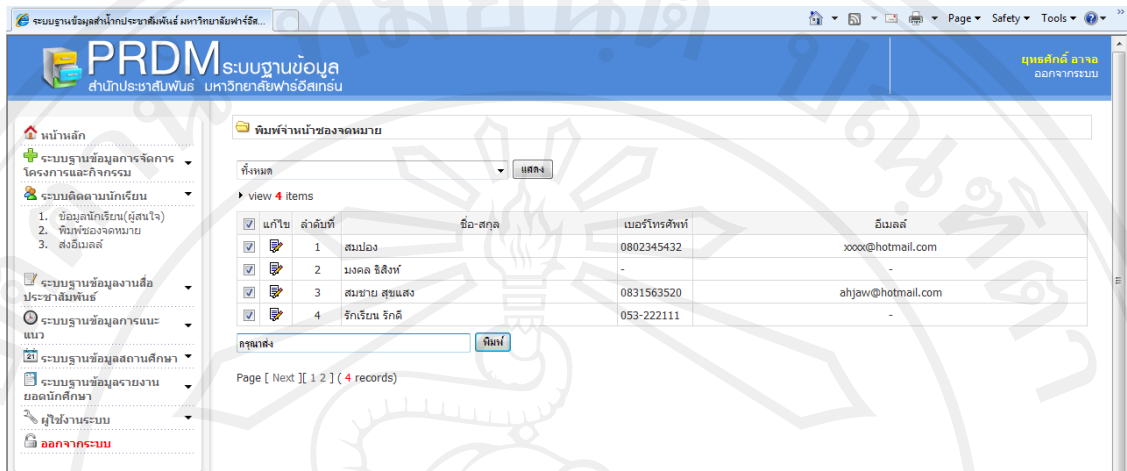 ระบบฐานข้อมูลสำนักประชาสัมพันธ์ มหาวิทยาลัยฟาร์อีส...
Page Safety Tools
PRDM ระบบฐานข้อมูล
สำนักประชาสัมพันธ์ มหาวิทยาลัยฟาร์อีสเทร์น
ยุทธศักดิ์ อาจอ
ออกจากระบบ
หน้าหลัก
ระบบฐานข้อมูลการจัดการ
โครงการและกิจกรรม
ระบบติดตามนักเรียน
1. ข้อมูลนักเรียน(ผู้สนใจ)
2. พิมพ์ซองจดหมาย
3. ส่งอีเมลล์
ระบบฐานข้อมูลงานสื่อ
ประชาสัมพันธ์
ระบบฐานข้อมูลการแนะ
แนว
ระบบฐานข้อมูลสถานศึกษา
ระบบฐานข้อมูลรายงาน
ยอดนักศึกษา
ผู้ใช้งานระบบ
ออกจากระบบ
พิมพ์จ่าหน้าซองจดหมาย
ทั้งหมด แสดง
view 4 items
แก้ไข ลำดับที่ ชื่อ-สกุล เบอร์โทรศัพท์ อีเมลล์
1 สมปอง 0802345432 xxxx@hotmail.com
2 มงคล ชิสิงห์ - -
3 สมชาย สุขแสง 0831563520 ahjaw@hotmail.com
4 รักเรียน รักดี 053-222111 -
กรุณาส่ง พิมพ์
Page [ Next ][ 1 2 ] ( 4 records)